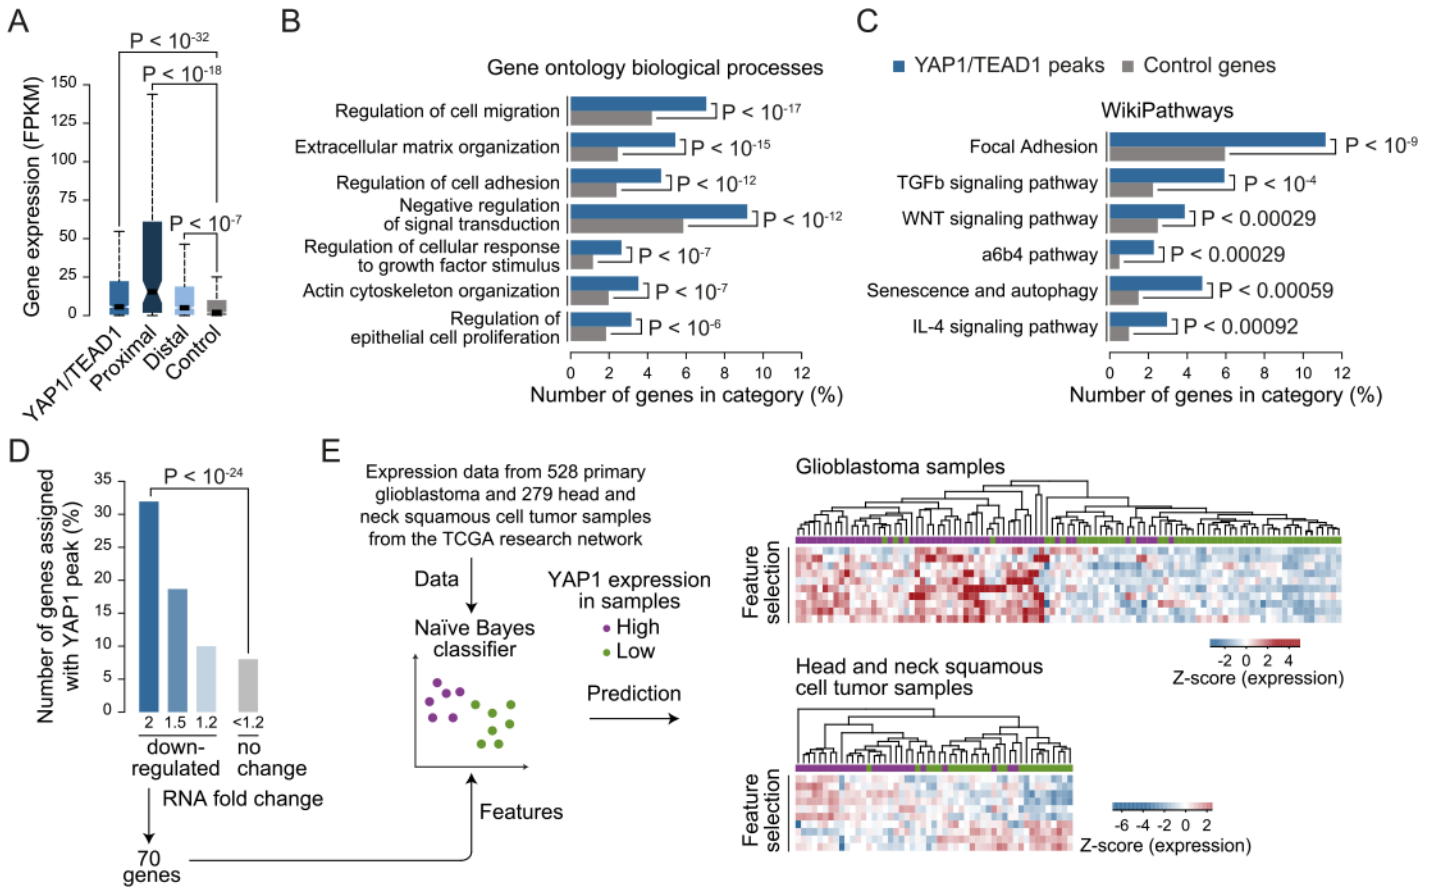 A
P < 10-32
P < 10-18
P < 10-7
Gene expression (FPKM)
150
125
100
75
50
25
0
YAP1/TEAD1
Proximal
Distal
Control
B
Gene ontology biological processes
Regulation of cell migration
P < 10-17
Extracellular matrix organization
P < 10-15
Regulation of cell adhesion
P < 10-12
Negative regulation
of signal transduction
P < 10-12
Regulation of cellular response
to growth factor stimulus
P < 10-7
Actin cytoskeleton organization
P < 10-7
Regulation of
epithelial cell proliferation
P < 10-6
0 2 4 6 8 10 12
Number of genes in category (%)
C
YAP1/TEAD1 peaks
Control genes
WikiPathways
Focal Adhesion
P < 10-9
TGFb signaling pathway
P < 10-4
WNT signaling pathway
P < 0.00029
a6b4 pathway
P < 0.00029
Senescence and autophagy
P < 0.00059
IL-4 signaling pathway
P < 0.00092
0 2 4 6 8 10 12
Number of genes in category (%)
D
P < 10-24
Number of genes assigned
with YAP1 peak (%)
35
30
25
20
15
10
5
0
2 1.5 1.2 <1.2
down-
regulated
no
change
RNA fold change
70
genes
E
Expression data from 528 primary
glioblastoma and 279 head and
neck squamous cell tumor samples
from the TCGA research network
Data
Naïve Bayes
classifier
YAP1 expression
in samples
High
Low
Prediction
Features
Glioblastoma samples
Feature
selection
-2 0 2 4
Z-score (expression)
Head and neck squamous
cell tumor samples
Feature
selection
-6 -4 -2 0 2
Z-score (expression)